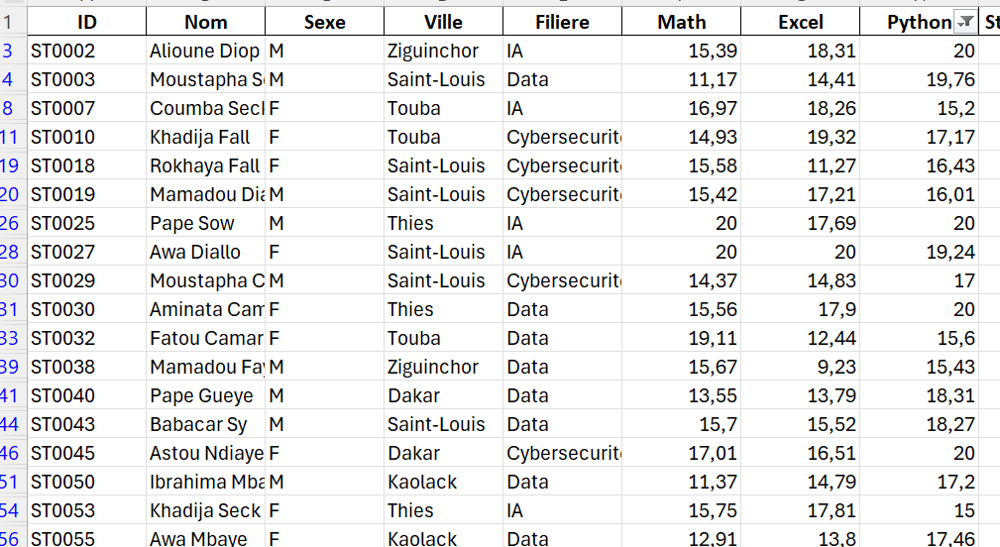 1 ID Nom Sexe Ville Filiere Math Excel Python St
3 ST0002 Alioune Diop M Ziguinchor IA 15,39 18,31 20
4 ST0003 Moustapha S M Saint-Louis Data 11,17 14,41 19,76
8 ST0007 Coumba Seck F Touba IA 16,97 18,26 15,2
11 ST0010 Khadija Fall F Touba Cybersecurit 14,93 19,32 17,17
19 ST0018 Rokhaya Fall F Saint-Louis Cybersecurit 15,58 11,27 16,43
20 ST0019 Mamadou Dia M Saint-Louis Cybersecurit 15,42 17,21 16,01
26 ST0025 Pape Sow M Thies IA 20 17,69 20
28 ST0027 Awa Diallo F Saint-Louis IA 20 20 19,24
30 ST0029 Moustapha C M Saint-Louis Cybersecurit 14,37 14,83 17
31 ST0030 Aminata Cam F Thies Data 15,56 17,9 20
33 ST0032 Fatou Camar F Touba Data 19,11 12,44 15,6
39 ST0038 Mamadou Fay M Ziguinchor Data 15,67 9,23 15,43
41 ST0040 Pape Gueye M Dakar Data 13,55 13,79 18,31
44 ST0043 Babacar Sy M Saint-Louis Data 15,7 15,52 18,27
46 ST0045 Astou Ndiaye F Dakar Cybersecurit 17,01 16,51 20
51 ST0050 Ibrahima Mba M Kaolack Data 11,37 14,79 17,2
54 ST0053 Khadija Seck F Thies IA 15,75 17,81 15
56 ST0055 Awa Mbaye F Kaolack Data 12,91 13,8 17,46